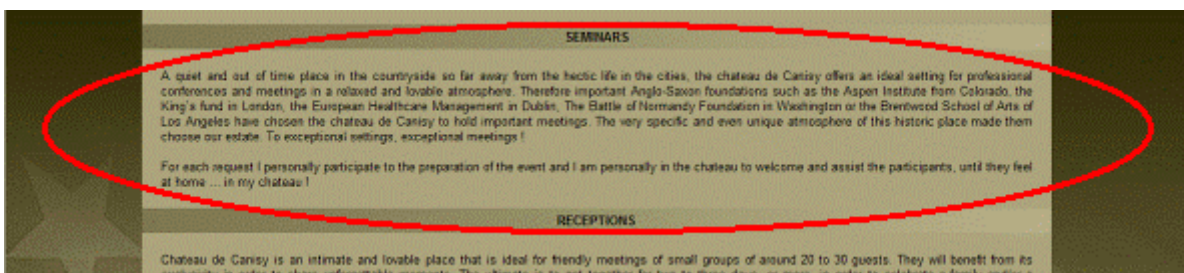 SEMINARS
A quiet and out of time place in the countryside so far away from the hectic life in the cities, the chateau de Canisy offers an ideal setting for professional
conferences and meetings in a relaxed and lovable atmosphere. Therefore important Anglo-Saxon foundations such as the Aspen Institute from Colorado, the
King's fund in London, the European Healthcare Management in Dublin, The Battle of Normandy Foundation in Washington or the Brentwood School of Arts of
Los Angeles have chosen the chateau de Canisy to hold important meetings. The very specific and even unique atmosphere of this historic place made them
choose our estate. To exceptional settings, exceptional meetings !
For each request I personally participate to the preparation of the event and I am personally in the chateau to welcome and assist the participants, until they feel
at home ... in my chateau !
RECEPTIONS
Chateau de Canisy is an intimate and lovable place that is ideal for friendly meetings of small groups of around 20 to 30 guests. They will benefit from its